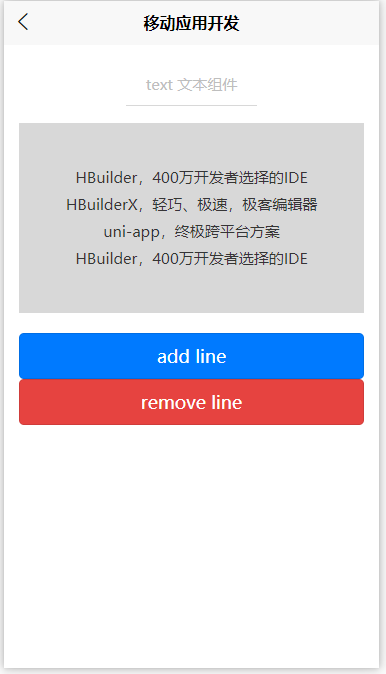 移动应用开发
text 文本组件
HBuilder，400万开发者选择的IDE
HBuilderX，轻巧、极速，极客编辑器
uni-app，终极跨平台方案
HBuilder，400万开发者选择的IDE
add line
remove line